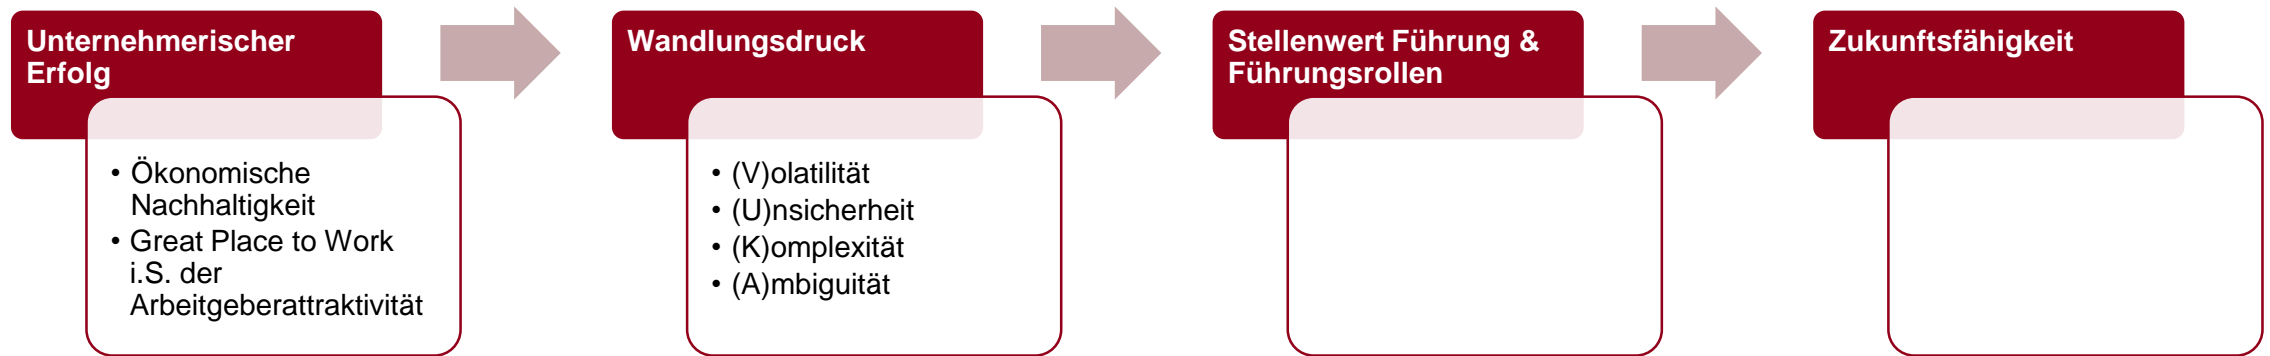 Unternehmerischer
Erfolg
• Ökonomische
Nachhaltigkeit
• Great Place to Work
i.S. der
Arbeitgeberattraktivität
Wandlungsdruck
• (V)olatilität
• (U)nsicherheit
• (K)omplexität
• (A)mbiguität
Stellenwert Führung &
Führungsrollen
Zukunftsfähigkeit